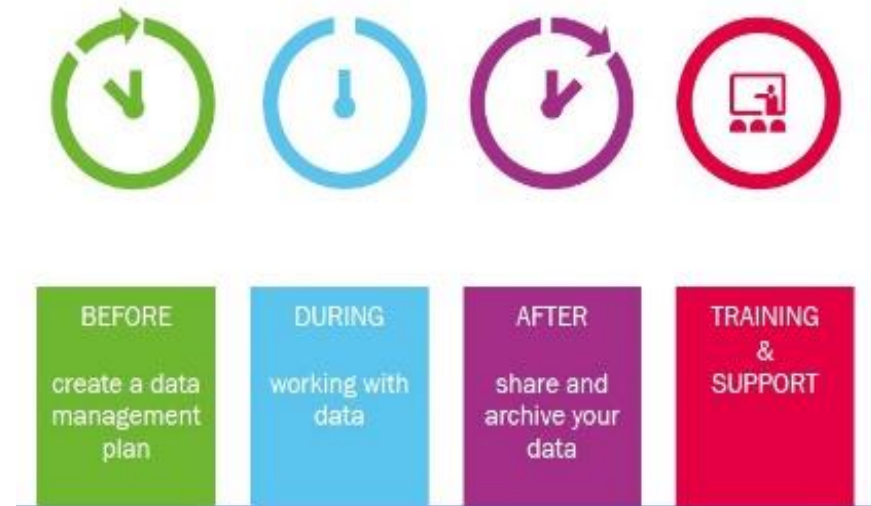 BEFORE
create a data
management
plan
DURING
working with
data
AFTER
share and
archive your
data
TRAINING
&
SUPPORT